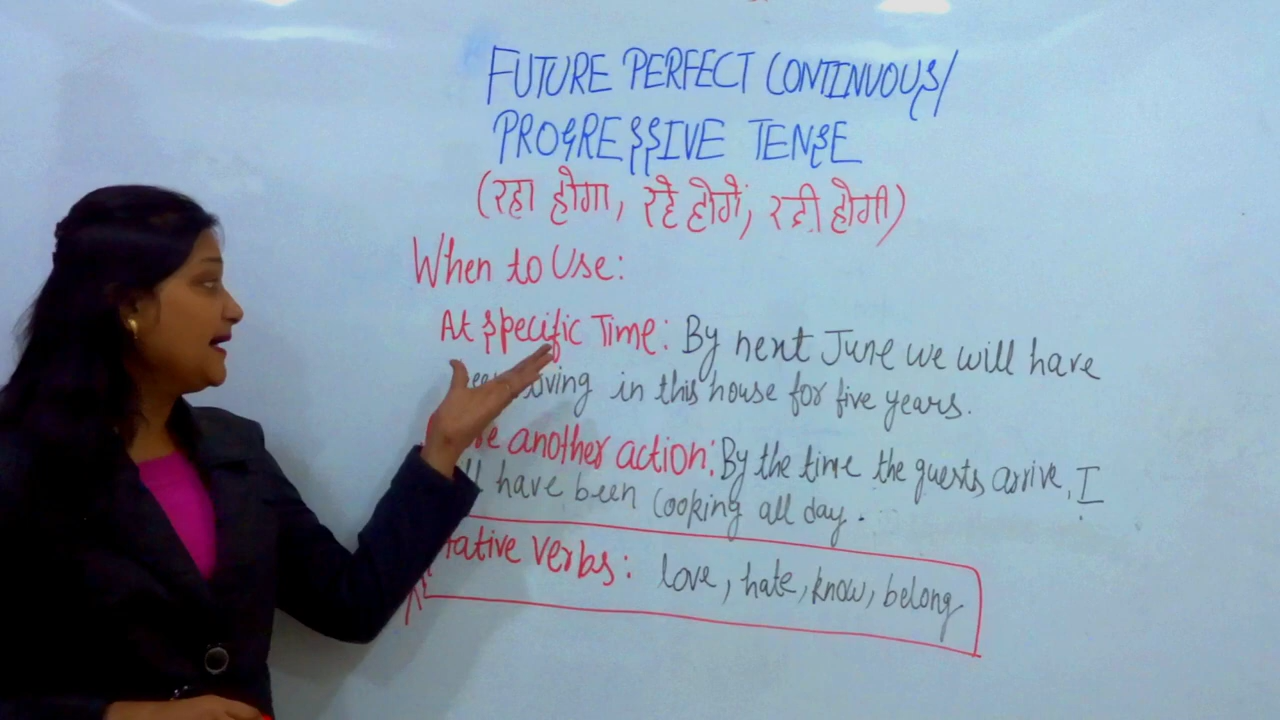 FUTURE PERFECT CONTINUOUS/
PROGRESSIVE TENSE
(रहा होगा, रहे होगें, रही होगी)
When to Use:
At specific Time: By next June we will have
living in this house for five years.
another action: By the time the guests arrive, I
have been cooking all day.
verbs: love, hate, know, belong